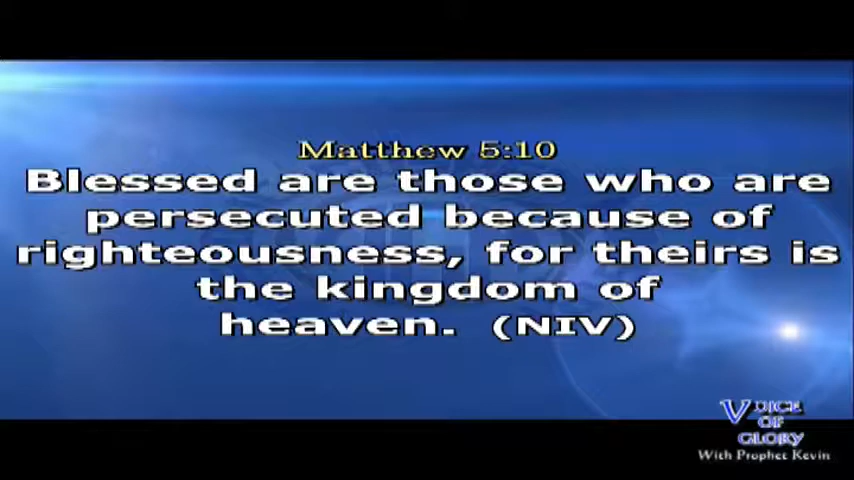 Matthew 5:10
Blessed are those who are
persecuted because of
righteousness, for theirs is
the kingdom of
heaven. (NIV)
VOICE
OF
GLORY
With Prophet Kevin